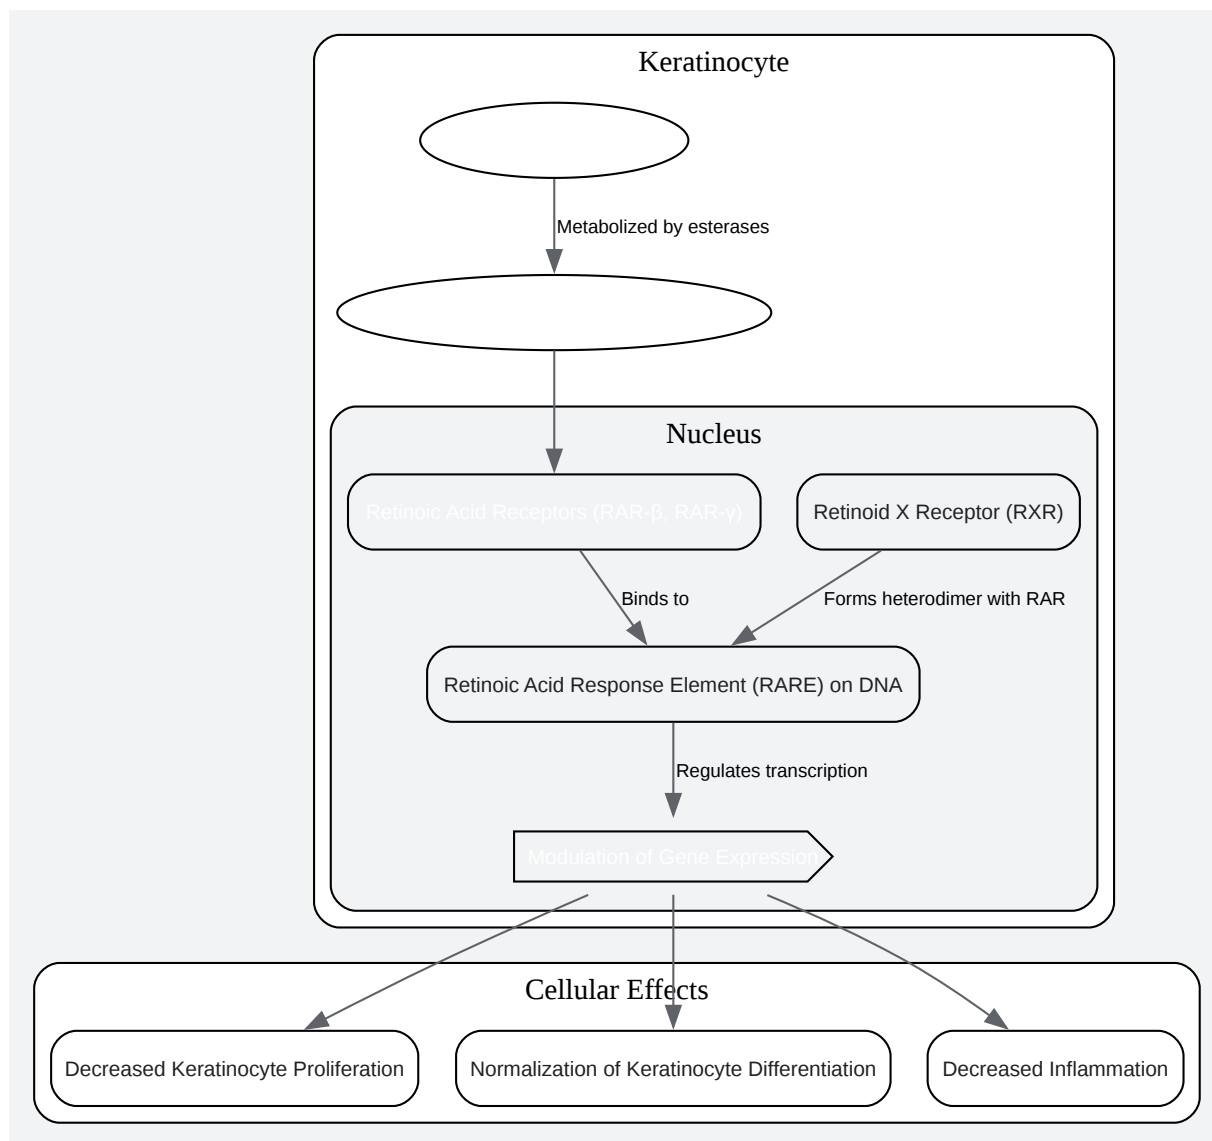 Keratinocyte
Metabolized by esterases
Nucleus
Retinoic Acid Receptors (RAR-β, RAR-γ)
Retinoid X Receptor (RXR)
Binds to
Forms heterodimer with RAR
Retinoic Acid Response Element (RARE) on DNA
Regulates transcription
Modulation of Gene Expression
Cellular Effects
Decreased Keratinocyte Proliferation
Normalization of Keratinocyte Differentiation
Decreased Inflammation